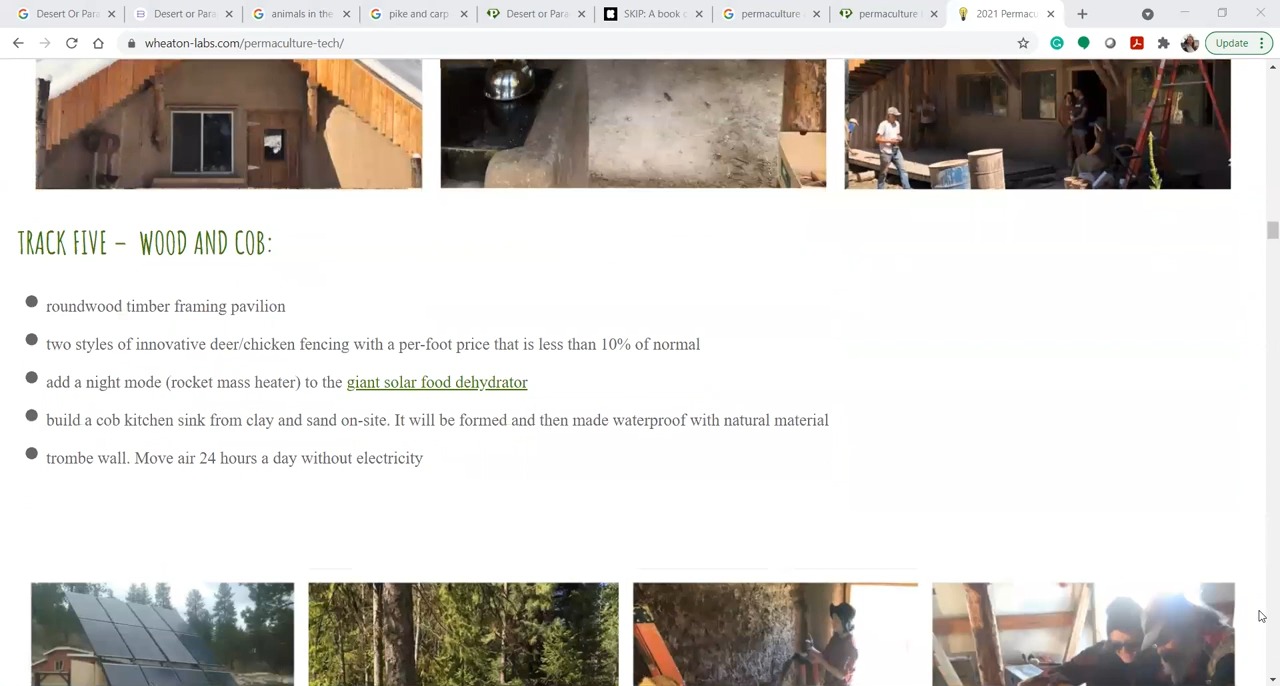 Desert Or Para
Desert or Para
animals in the
pike and carp
Desert or Para
SKIP: A book
permaculture
permaculture
2021 Permacu
wheaton-labs.com/permaculture-tech/
Update
TRACK FIVE – WOOD AND COB:
roundwood timber framing pavilion
two styles of innovative deer/chicken fencing with a per-foot price that is less than 10% of normal
add a night mode (rocket mass heater) to the giant solar food dehydrator
build a cob kitchen sink from clay and sand on-site. It will be formed and then made waterproof with natural material
trombe wall. Move air 24 hours a day without electricity